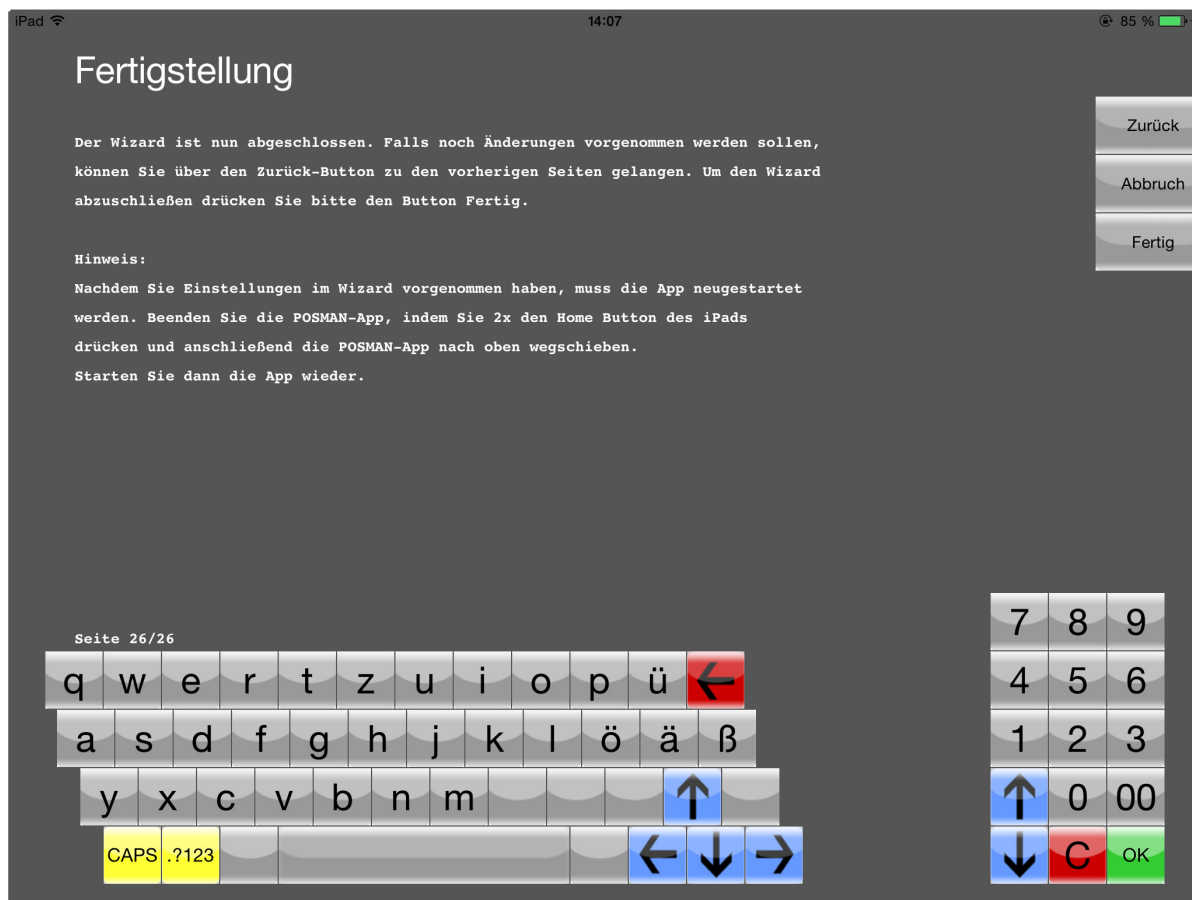 iPad 14:07 85 %
Fertigstellung
Der Wizard ist nun abgeschlossen. Falls noch Änderungen vorgenommen werden sollen,
können Sie über den Zurück-Button zu den vorherigen Seiten gelangen. Um den Wizard
abzuschließen drücken Sie bitte den Button Fertig.
Hinweis:
Nachdem Sie Einstellungen im Wizard vorgenommen haben, muss die App neugestartet
werden. Beenden Sie die POSMAN-App, indem Sie 2x den Home Button des iPads
drücken und anschließend die POSMAN-App nach oben wegschieben.
Starten Sie dann die App wieder.
Zurück
Abbruch
Fertig
Seite 26/26
q w e r t z u i o p ü
a s d f g h j k l ö ä ß
y x c v b n m
CAPS .?123
7 8 9
4 5 6
1 2 3
0 00
C OK